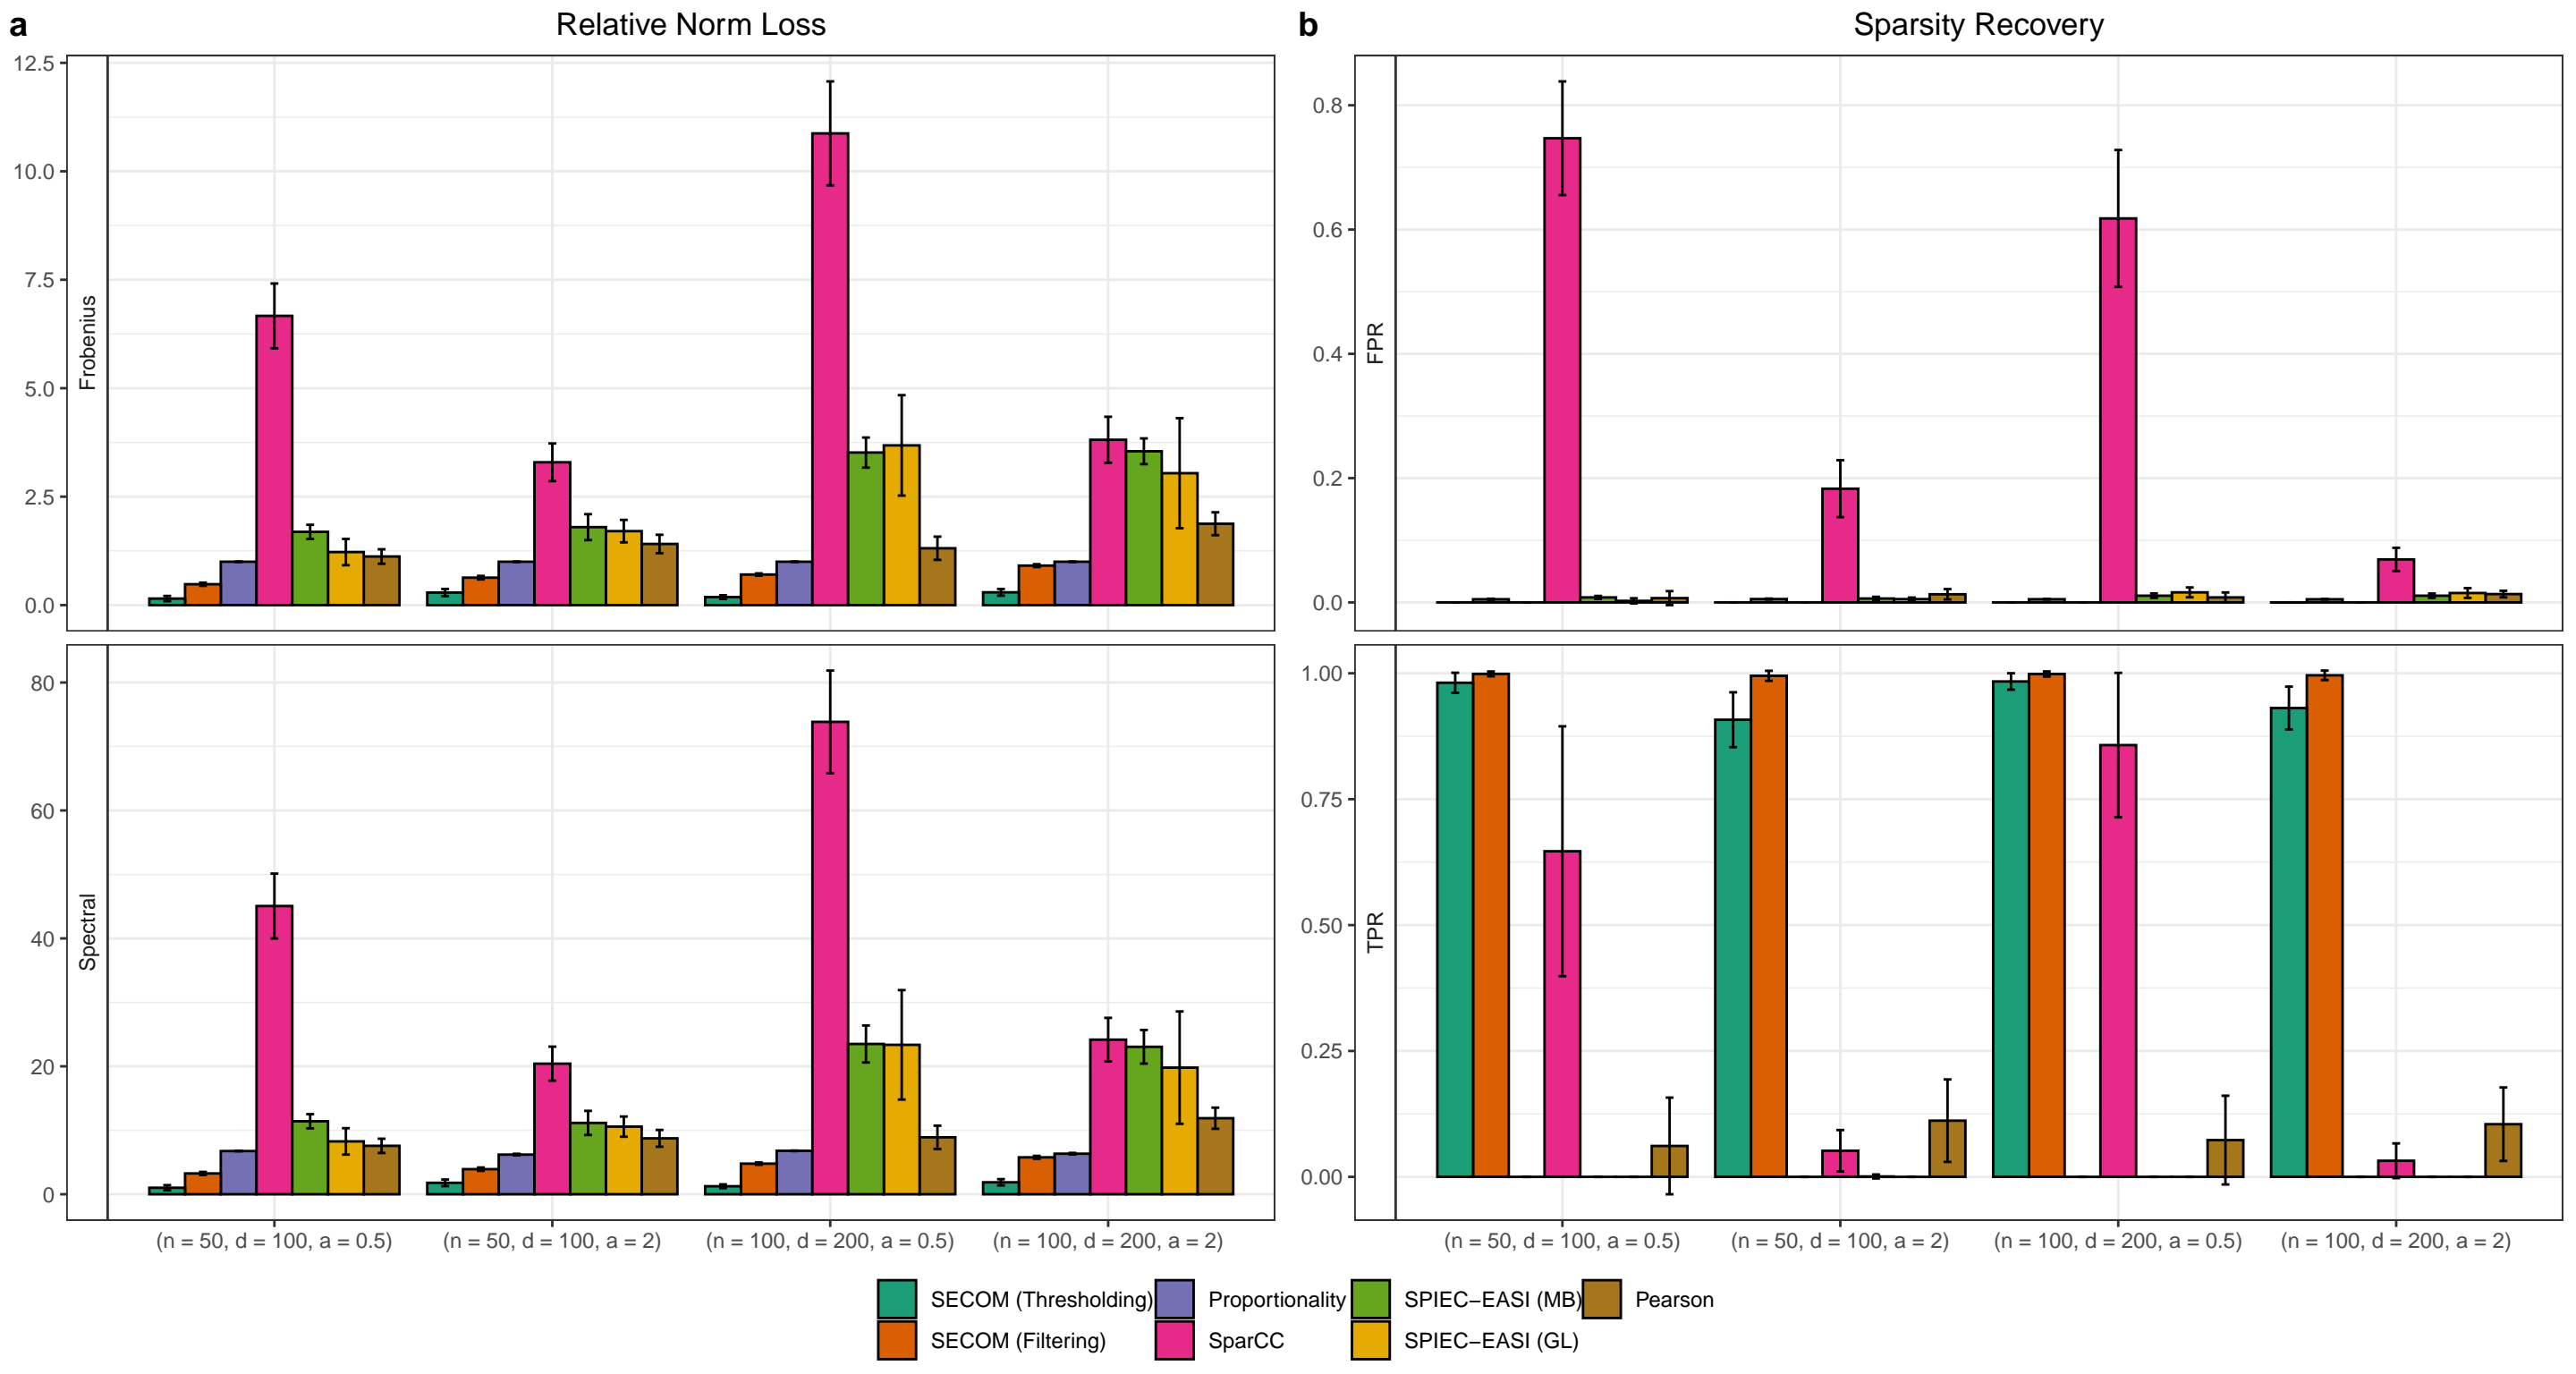 a
Relative Norm Loss
b
Sparsity Recovery
12.5
10.0
7.5
5.0
2.5
0.0
Frobenius
0.8
0.6
0.4
0.2
0.0
FPR
80
60
40
20
0
Spectral
1.00
0.75
0.50
0.25
0.00
TPR
(n = 50, d = 100, a = 0.5)
(n = 50, d = 100, a = 2)
(n = 100, d = 200, a = 0.5)
(n = 100, d = 200, a = 2)
(n = 50, d = 100, a = 0.5)
(n = 50, d = 100, a = 2)
(n = 100, d = 200, a = 0.5)
(n = 100, d = 200, a = 2)
SECOM (Thresholding)
Proportionality
SPIEC−EASI (MB)
Pearson
SECOM (Filtering)
SparCC
SPIEC−EASI (GL)